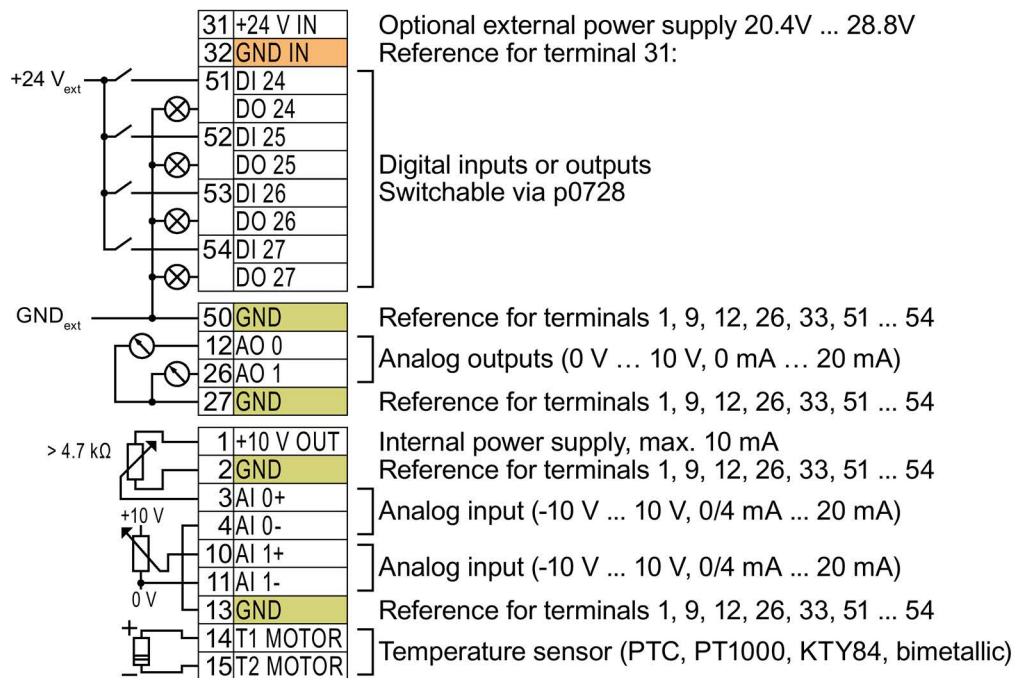 31 +24 V IN Optional external power supply 20.4V ... 28.8V
32 GND IN Reference for terminal 31:
+24 Vext 51 DI 24
DO 24
52 DI 25
DO 25 Digital inputs or outputs
53 DI 26 Switchable via p0728
DO 26
54 DI 27
DO 27
GNDext 50 GND Reference for terminals 1, 9, 12, 26, 33, 51 ... 54
12 AO 0
Analog outputs (0 V … 10 V, 0 mA … 20 mA)
26 AO 1
27 GND Reference for terminals 1, 9, 12, 26, 33, 51 ... 54
> 4.7 kΩ 1 +10 V OUT Internal power supply, max. 10 mA
2 GND Reference for terminals 1, 9, 12, 26, 33, 51 ... 54
3 AI 0+
Analog input (-10 V ... 10 V, 0/4 mA ... 20 mA)
+10 V 4 AI 0-
10 AI 1+
Analog input (-10 V ... 10 V, 0/4 mA ... 20 mA)
11 AI 1-
0 V 13 GND Reference for terminals 1, 9, 12, 26, 33, 51 ... 54
+ 14 T1 MOTOR
Temperature sensor (PTC, PT1000, KTY84, bimetallic)
– 15 T2 MOTOR